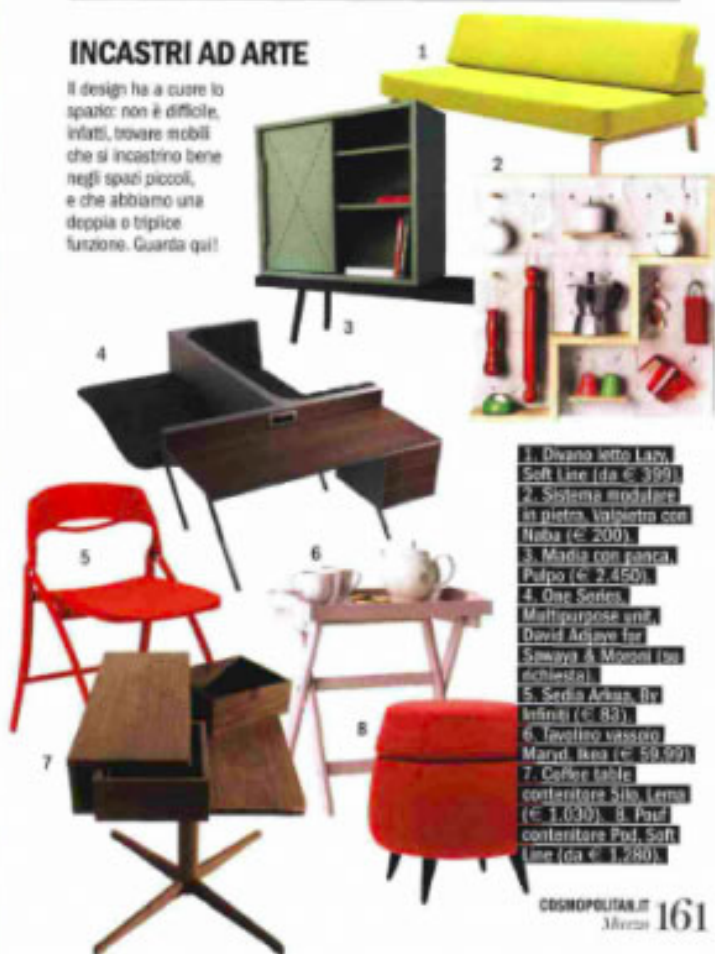 INCASTRI AD ARTE
Il design ha a cuore lo
spazio: non è difficile,
infatti, trovare mobili
che si incastrino bene
negli spazi piccoli,
e che abbiamo una
doppia o triplice
funzione. Guarda qui!
1
2
3
4
5
6
7
8
1. Divano letto Lazy,
Soft Line (da € 399).
2. Sistema modulare
in pietra, Valpietra con
Naba (€ 200).
3. Madia con panca,
Pulpo (€ 2.450).
4. One Series,
Multipurpose unit,
David Adjaye for
Sawaya & Moroni (su
richiesta).
5. Sedia Arkua, By
Infiniti (€ 83).
6. Tavolino vassoio
Maryd, Ikea (€ 59,99).
7. Coffee table
contenitore Silo, Lema
(€ 1.030). 8. Pouf
contenitore Pod, Soft
Line (da € 1.280).
COSMOPOLITAN.IT
Marzo 161